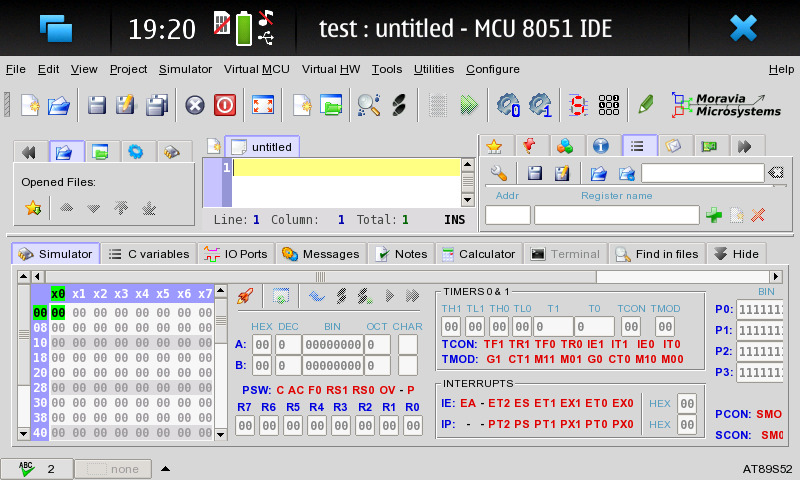 19:20 test : untitled - MCU 8051 IDE
File Edit View Project Simulator Virtual MCU Virtual HW Tools Utilities Configure Help
0 1 8 Moravia Microsystems
untitled
Opened Files:
1
Line: 1 Column: 1 Total: 1 INS
Addr Register name
Simulator C variables IO Ports Messages Notes Calculator Terminal Find in files Hide
x0 x1 x2 x3 x4 x5 x6 x7
00 00 00 00 00 00 00 00 00
08 00 00 00 00 00 00 00 00
10 00 00 00 00 00 00 00 00
18 00 00 00 00 00 00 00 00
20 00 00 00 00 00 00 00 00
28 00 00 00 00 00 00 00 00
30 00 00 00 00 00 00 00 00
38 00 00 00 00 00 00 00 00
40 00 00 00 00 00 00 00 00
HEX DEC BIN OCT CHAR
A: 00 0 00000000 0
B: 00 0 00000000 0
PSW: C AC F0 RS1 RS0 OV - P
R7 R6 R5 R4 R3 R2 R1 R0
00 00 00 00 00 00 00 00
TIMERS 0 & 1
TH1 TL1 TH0 TL0 T1 T0 TCON TMOD
00 00 00 00 0 0 00 00
TCON: TF1 TR1 TF0 TR0 IE1 IT1 IE0 IT0
TMOD: G1 CT1 M11 M01 G0 CT0 M10 M00
INTERRUPTS
IE: EA - ET2 ES ET1 EX1 ET0 EX0 HEX 00
IP: - - PT2 PS PT1 PX1 PT0 PX0 HEX 00
BIN
P0: 1111111
P1: 1111111
P2: 1111111
P3: 1111111
PCON: SMO
SCON: SM0
ABC 2 none AT89S52